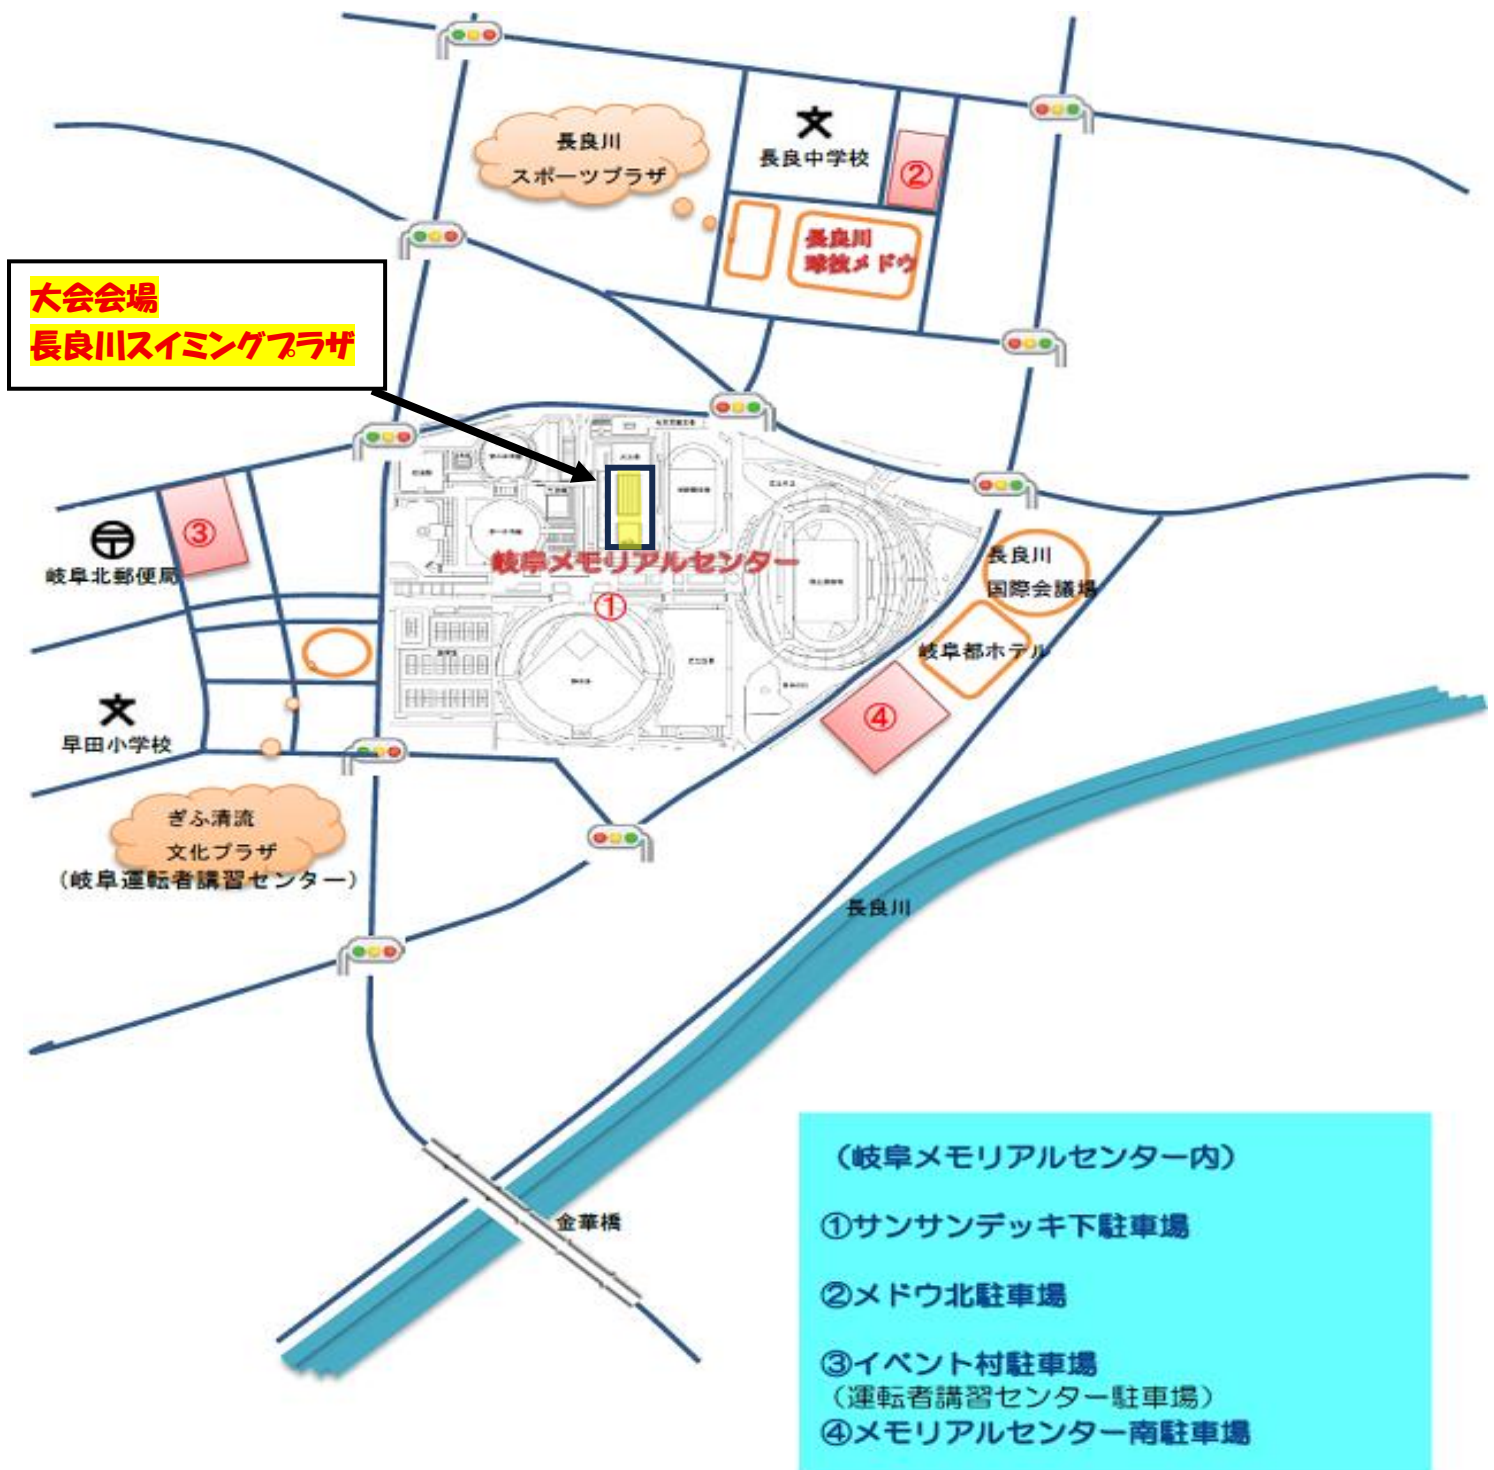 長良川
スポーツプラザ
長良中学校
②
長良川
球技メドウ
大会会場
長良川スイミングプラザ
③
岐阜北郵便局
岐阜メモリアルセンター
①
長良川
国際会議場
岐阜都ホテル
④
早田小学校
ぎふ清流
文化プラザ
（岐阜運転者講習センター）
長良川
金華橋
（岐阜メモリアルセンター内）
①サンサンデッキ下駐車場
②メドウ北駐車場
③イベント村駐車場
（運転者講習センター駐車場）
④メモリアルセンター南駐車場